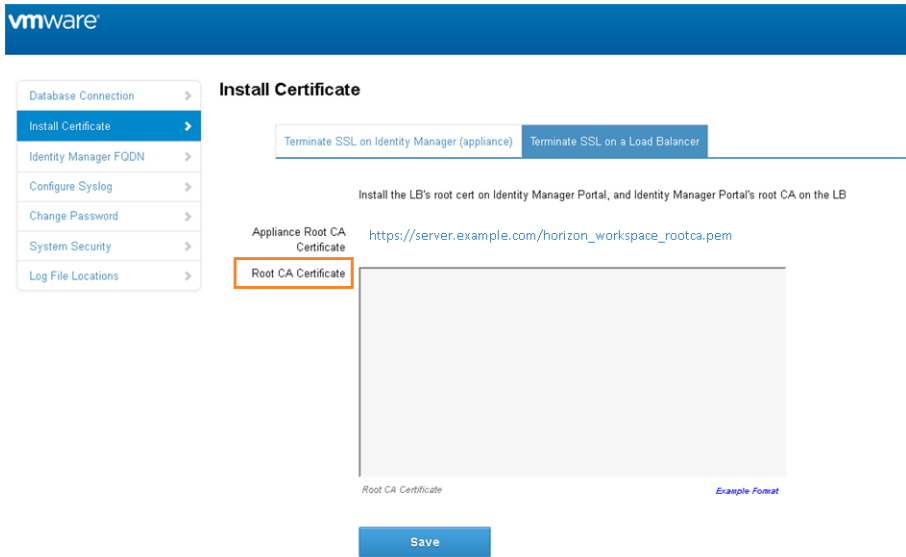 vmware®
Database Connection
Install Certificate
Identity Manager FQDN
Configure Syslog
Change Password
System Security
Log File Locations
Install Certificate
Terminate SSL on Identity Manager (appliance)
Terminate SSL on a Load Balancer
Install the LB's root cert on Identity Manager Portal, and Identity Manager Portal's root CA on the LB
Appliance Root CA
Certificate
https://server.example.com/horizon_workspace_rootca.pem
Root CA Certificate
Root CA Certificate
Example Format
Save